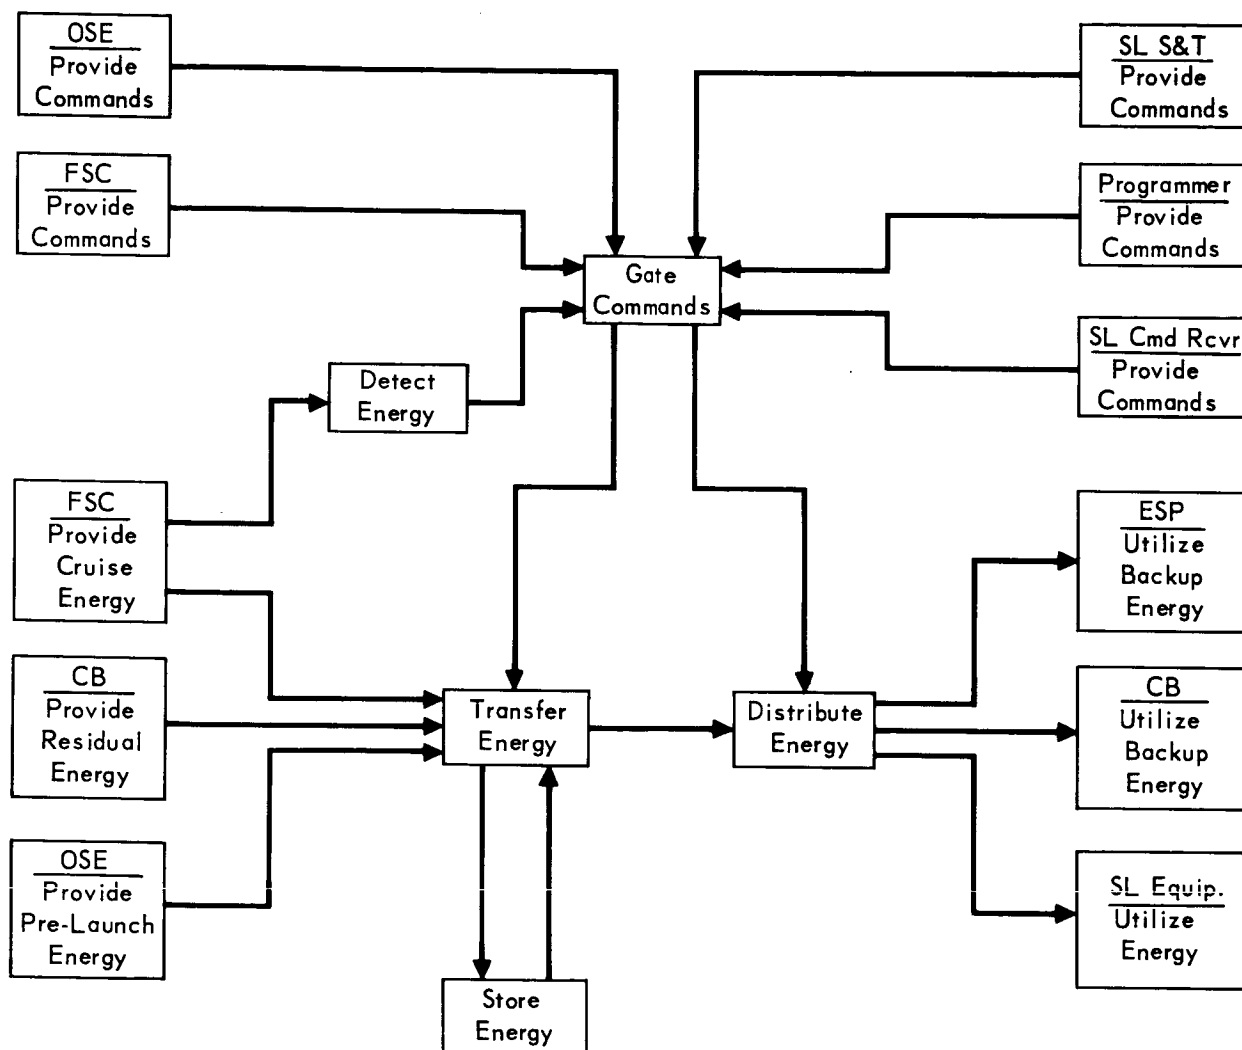 OSE
Provide
Commands
SL S&T
Provide
Commands
FSC
Provide
Commands
Programmer
Provide
Commands
Gate
Commands
SL Cmd Rcvr
Provide
Commands
Detect
Energy
FSC
Provide
Cruise
Energy
ESP
Utilize
Backup
Energy
CB
Provide
Residual
Energy
Transfer
Energy
Distribute
Energy
CB
Utilize
Backup
Energy
OSE
Provide
Pre-Launch
Energy
SL Equip.
Utilize
Energy
Store
Energy